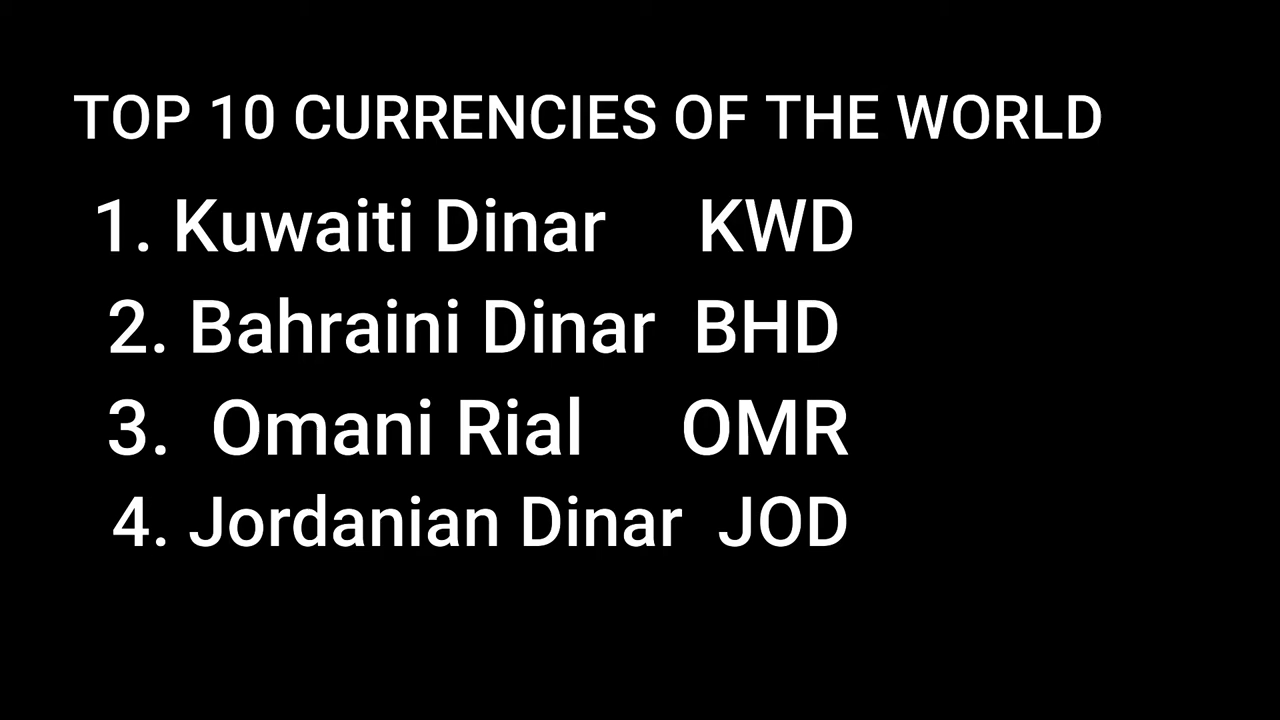 TOP 10 CURRENCIES OF THE WORLD
1. Kuwaiti Dinar KWD
2. Bahraini Dinar BHD
3. Omani Rial OMR
4. Jordanian Dinar JOD